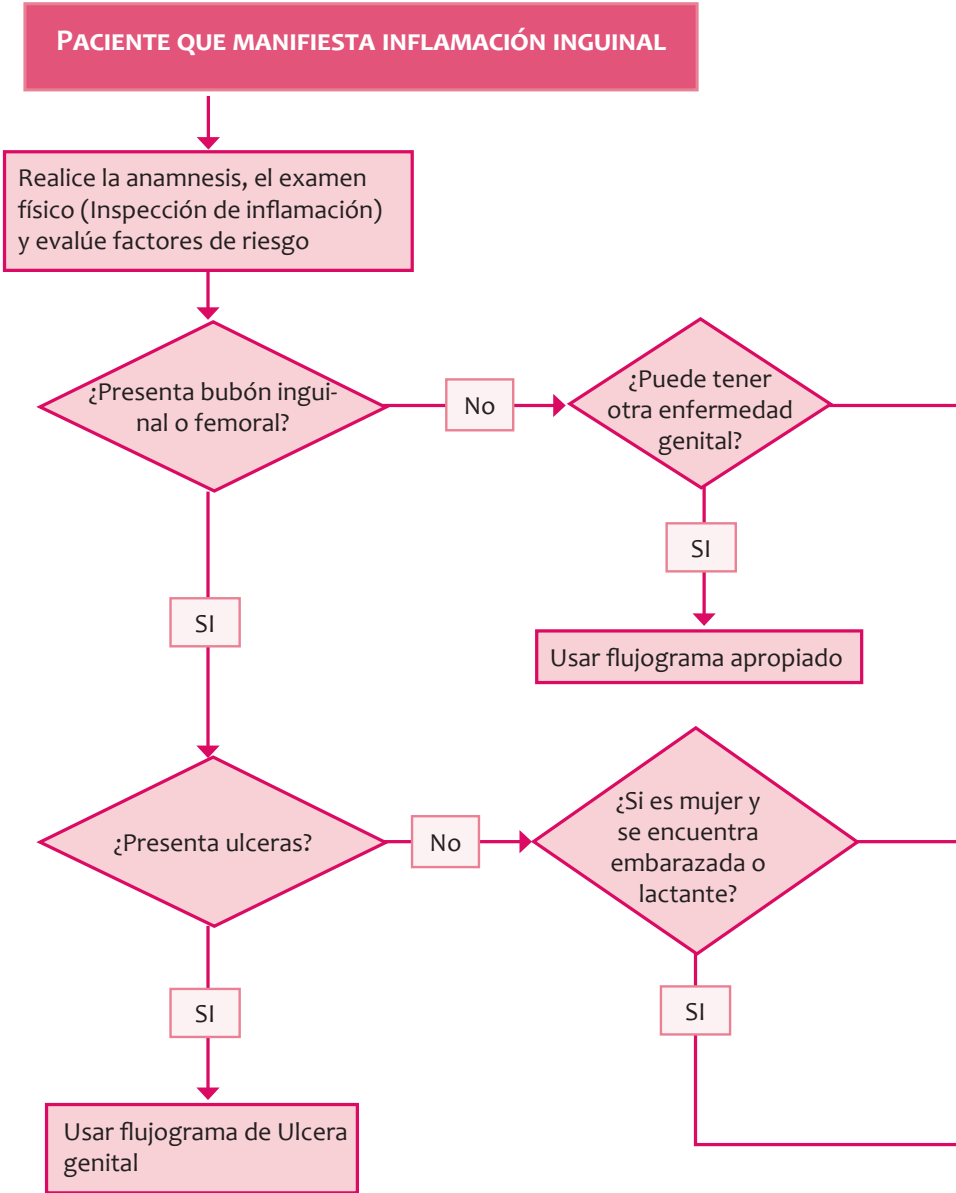 PACIENTE QUE MANIFIESTA INFLAMACIÓN INGUINAL
Realice la anamnesis, el examen
físico (Inspección de inflamación)
y evalúe factores de riesgo
¿Presenta bubón ingui-
nal o femoral?
No
¿Puede tener
otra enfermedad
genital?
SI
SI
Usar flujograma apropiado
¿Presenta ulceras?
No
¿Si es mujer y
se encuentra
embarazada o
lactante?
SI
SI
Usar flujograma de Ulcera
genital